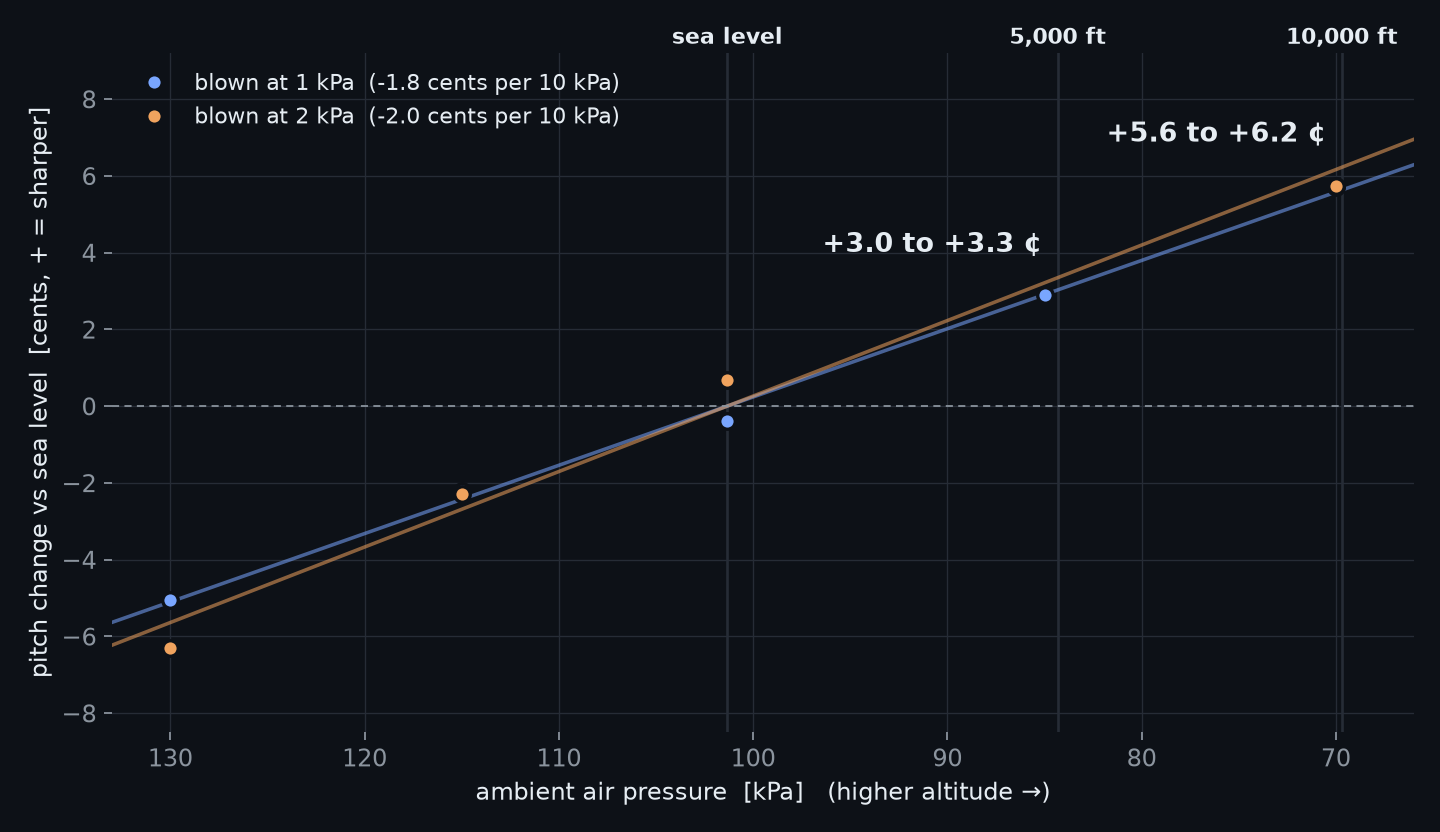 sea level 5,000 ft 10,000 ft
blown at 1 kPa (-1.8 cents per 10 kPa)
blown at 2 kPa (-2.0 cents per 10 kPa)
+5.6 to +6.2 ¢
+3.0 to +3.3 ¢
pitch change vs sea level [cents, + = sharper]
8
6
4
2
0
−2
−4
−6
−8
130 120 110 100 90 80 70
ambient air pressure [kPa] (higher altitude →)